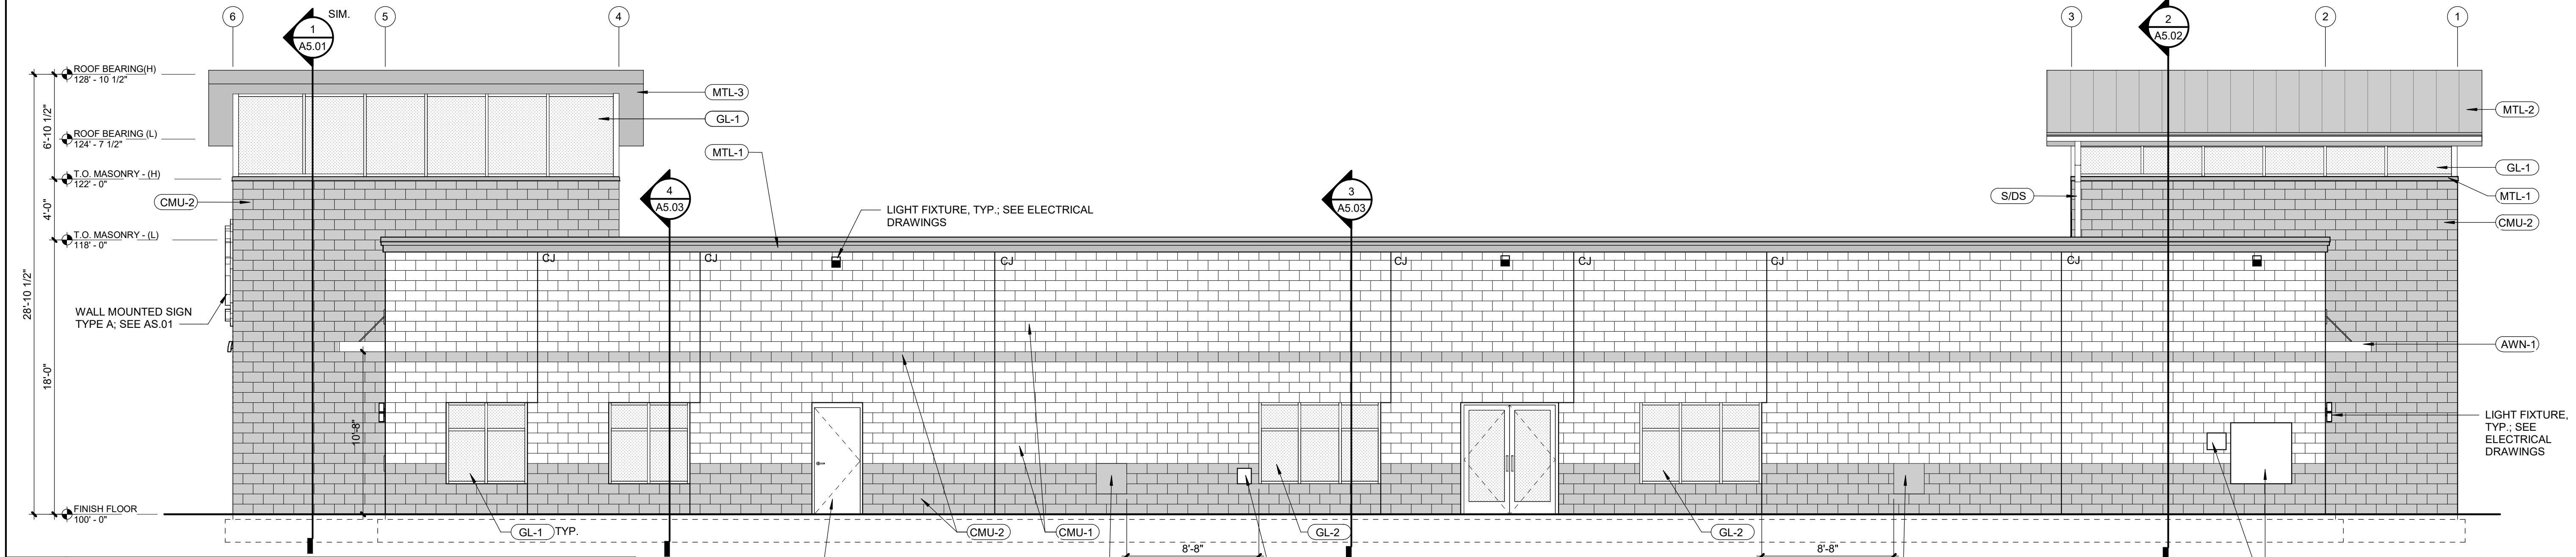 6
5
4
3
2
1
SIM.
1
A5.01
2
A5.02
ROOF BEARING(H)
128' - 10 1/2"
MTL-3
MTL-2
GL-1
6'-10 1/2"
ROOF BEARING (L)
124' - 7 1/2"
MTL-1
GL-1
T.O. MASONRY - (H)
122' - 0"
4
A5.03
3
A5.03
S/DS
MTL-1
CMU-2
4'-0"
LIGHT FIXTURE, TYP.; SEE ELECTRICAL
DRAWINGS
CMU-2
T.O. MASONRY - (L)
118' - 0"
CJ
CJ
CJ
CJ
CJ
CJ
CJ
28'-10 1/2"
WALL MOUNTED SIGN
TYPE A; SEE AS.01
AWN-1
18'-0"
10'-8"
LIGHT FIXTURE,
TYP.; SEE
ELECTRICAL
DRAWINGS
FINISH FLOOR
100' - 0"
GL-1
TYP.
CMU-2
CMU-1
GL-2
GL-2
8'-8"
8'-8"